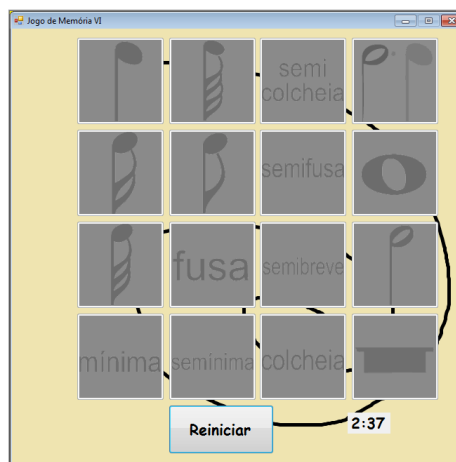 Jogo de Memória VI
semi
colcheia
semifusa
fusa
semibreve
mínima
semínima
colcheia
Reiniciar
2:37